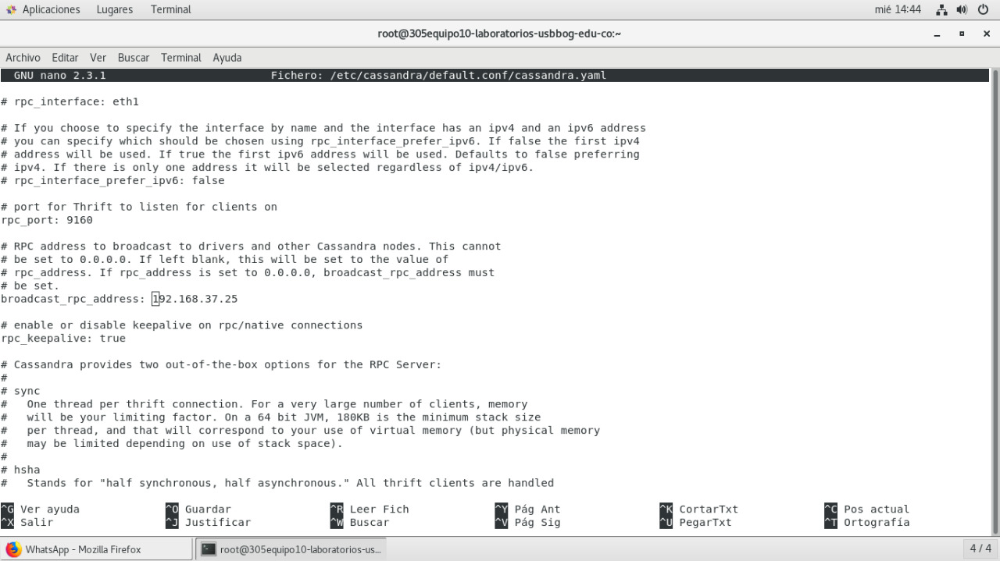 Aplicaciones Lugares Terminal mié 14:44
root@305equipo10-laboratorios-usbbog-edu-co:~
Archivo Editar Ver Buscar Terminal Ayuda
GNU nano 2.3.1 Fichero: /etc/cassandra/default.conf/cassandra.yaml
# rpc_interface: eth1
# If you choose to specify the interface by name and the interface has an ipv4 and an ipv6 address
# you can specify which should be chosen using rpc_interface_prefer_ipv6. If false the first ipv4
# address will be used. If true the first ipv6 address will be used. Defaults to false preferring
# ipv4. If there is only one address it will be selected regardless of ipv4/ipv6.
# rpc_interface_prefer_ipv6: false
# port for Thrift to listen for clients on
rpc_port: 9160
# RPC address to broadcast to drivers and other Cassandra nodes. This cannot
# be set to 0.0.0.0. If left blank, this will be set to the value of
# rpc_address. If rpc_address is set to 0.0.0.0, broadcast_rpc_address must
# be set.
broadcast_rpc_address: 192.168.37.25
# enable or disable keepalive on rpc/native connections
rpc_keepalive: true
# Cassandra provides two out-of-the-box options for the RPC Server:
#
# sync
#   One thread per thrift connection. For a very large number of clients, memory
#   will be your limiting factor. On a 64 bit JVM, 180KB is the minimum stack size
#   per thread, and that will correspond to your use of virtual memory (but physical memory
#   may be limited depending on use of stack space).
#
# hsha
#   Stands for "half synchronous, half asynchronous." All thrift clients are handled
^G Ver ayuda ^O Guardar ^R Leer Fich ^Y Pág Ant ^K CortarTxt ^C Pos actual
^X Salir ^J Justificar ^W Buscar ^V Pág Sig ^U PegarTxt ^T Ortografía
WhatsApp - Mozilla Firefox root@305equipo10-laboratorios-us... 4 / 4